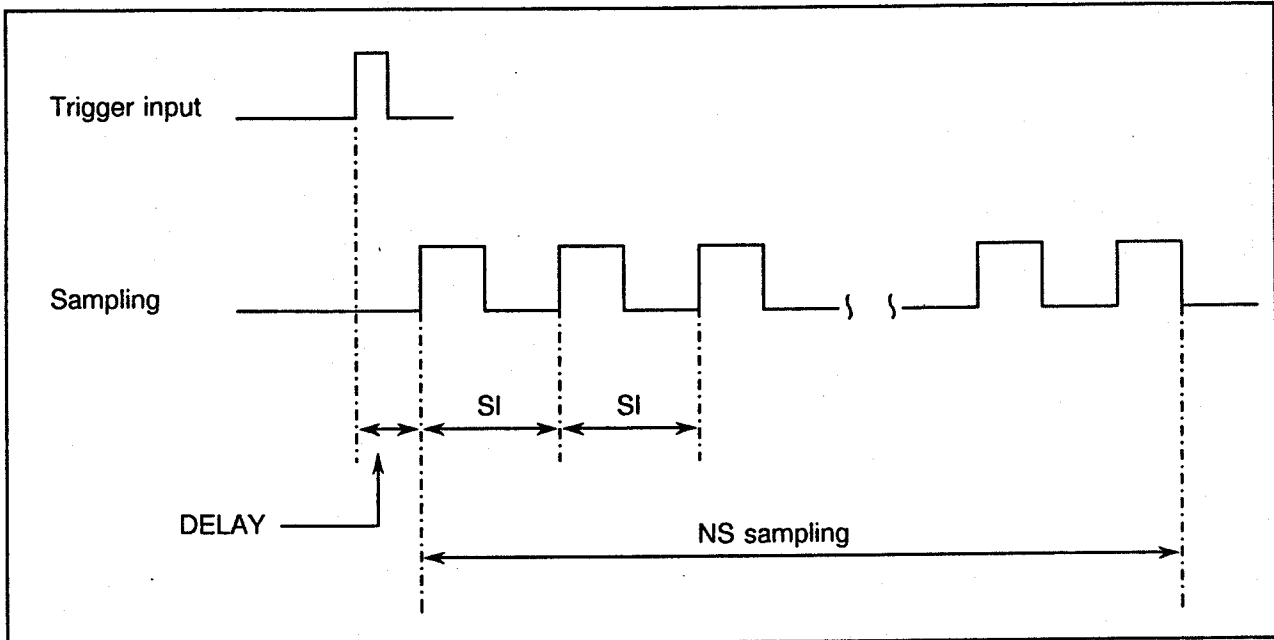 Trigger input
Sampling
SI
SI
DELAY
NS sampling